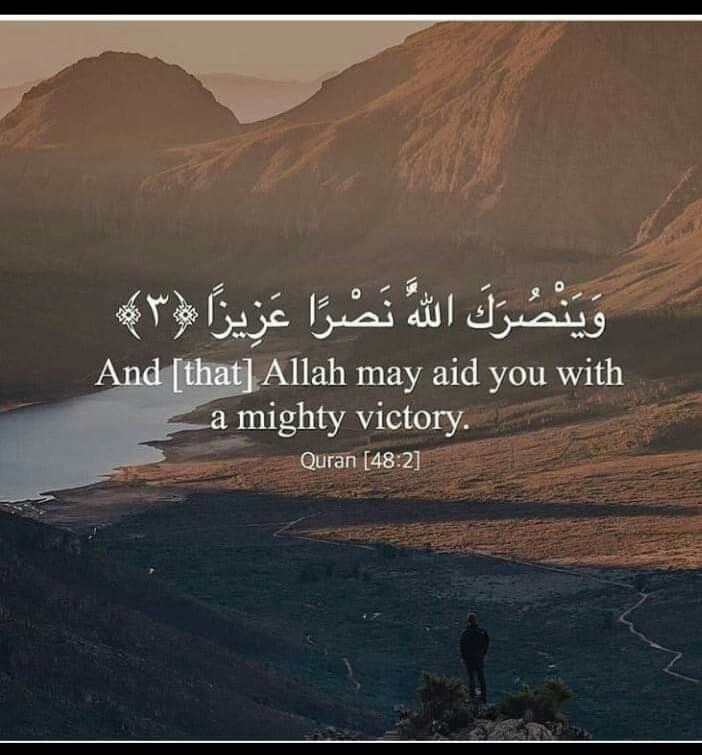 وَيَنْصُرَكَ اللَّهُ نَصْرًا عَزِيزًا ﴿٣﴾
And [that] Allah may aid you with
a mighty victory.
Quran [48:2]